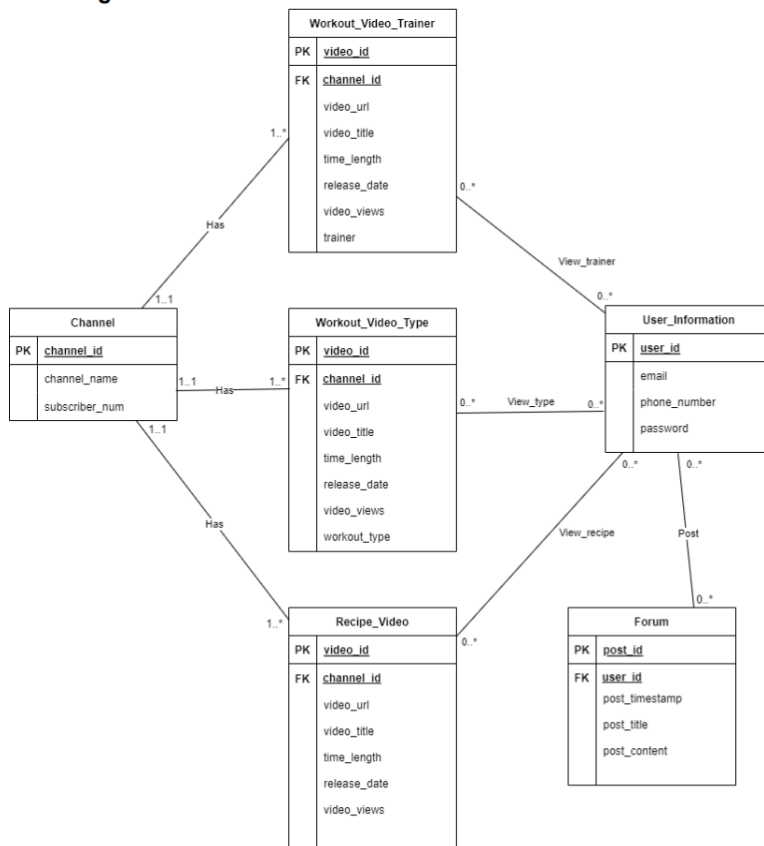 Workout_Video_Trainer
PK video_id
FK channel_id
video_url
video_title
time_length
release_date
video_views
trainer
1..*
Has
1..1
0..*
View_trainer
0..*
Channel
PK channel_id
channel_name
subscriber_num
1..1
Has
1..*
Workout_Video_Type
PK video_id
FK channel_id
video_url
video_title
time_length
release_date
video_views
workout_type
0..*
View_type
0..*
User_Information
PK user_id
email
phone_number
password
1..1
Has
1..*
0..*
View_recipe
0..*
0..*
Post
0..*
Recipe_Video
PK video_id
FK channel_id
video_url
video_title
time_length
release_date
video_views
Forum
PK post_id
FK user_id
post_timestamp
post_title
post_content